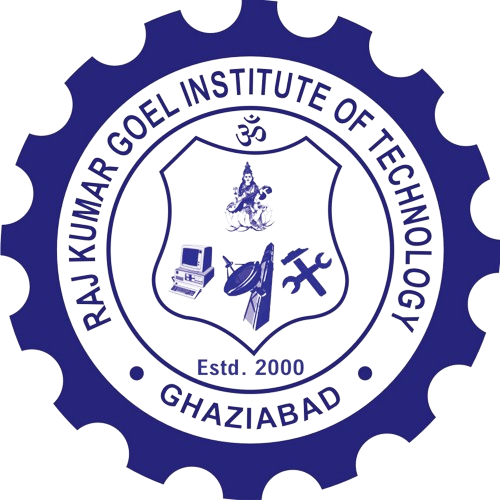 RAJ KUMAR GOEL INSTITUTE OF TECHNOLOGY
ॐ
Estd. 2000
• GHAZIABAD •